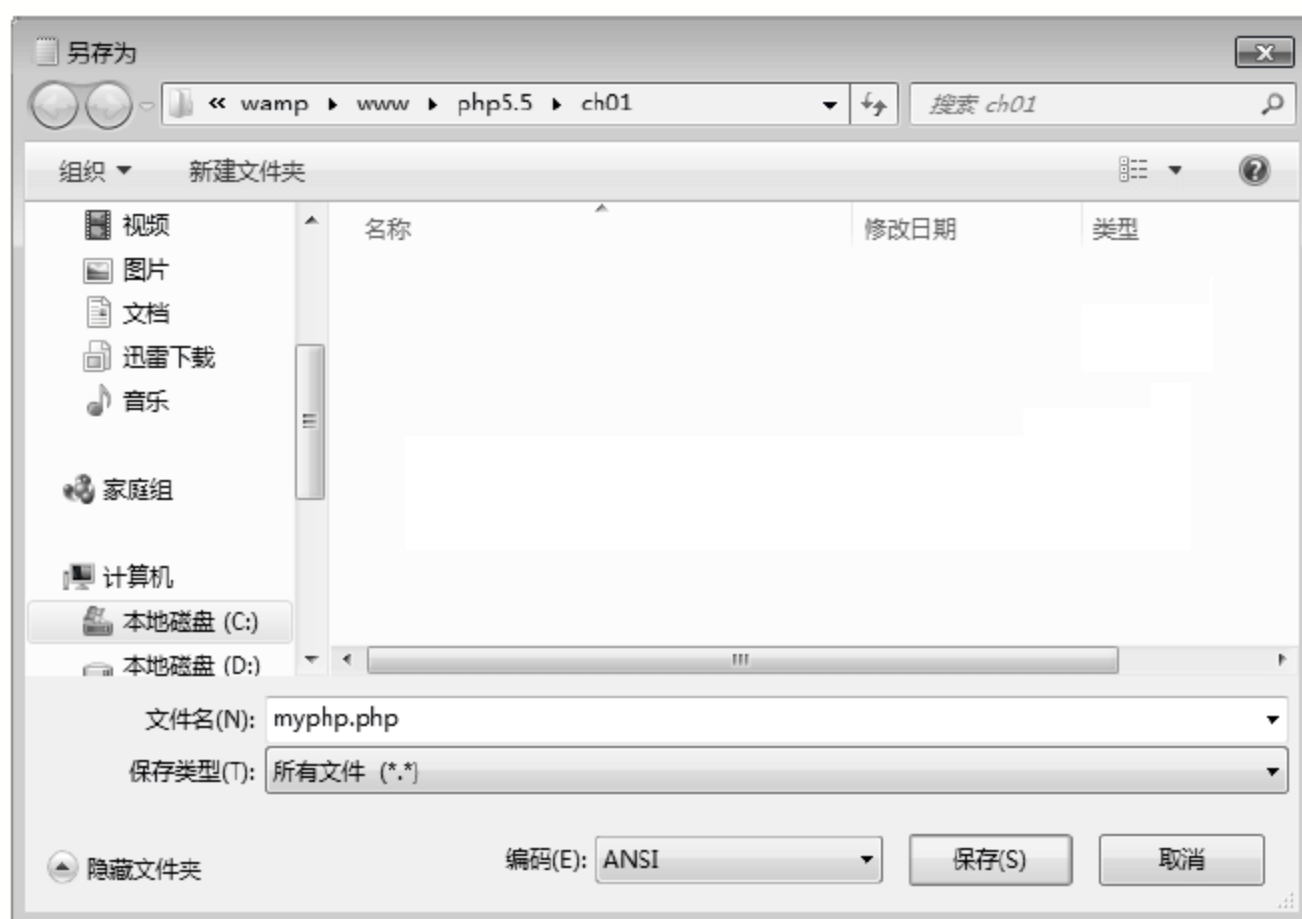 另存为
« wamp ▸ www ▸ php5.5 ▸ ch01
搜索 ch01
组织 新建文件夹
名称 修改日期 类型
视频
图片
文档
迅雷下载
音乐
家庭组
计算机
本地磁盘 (C:)
本地磁盘 (D:)
文件名(N): myphp.php
保存类型(T): 所有文件 (*.*)
隐藏文件夹 编码(E): ANSI 保存(S) 取消